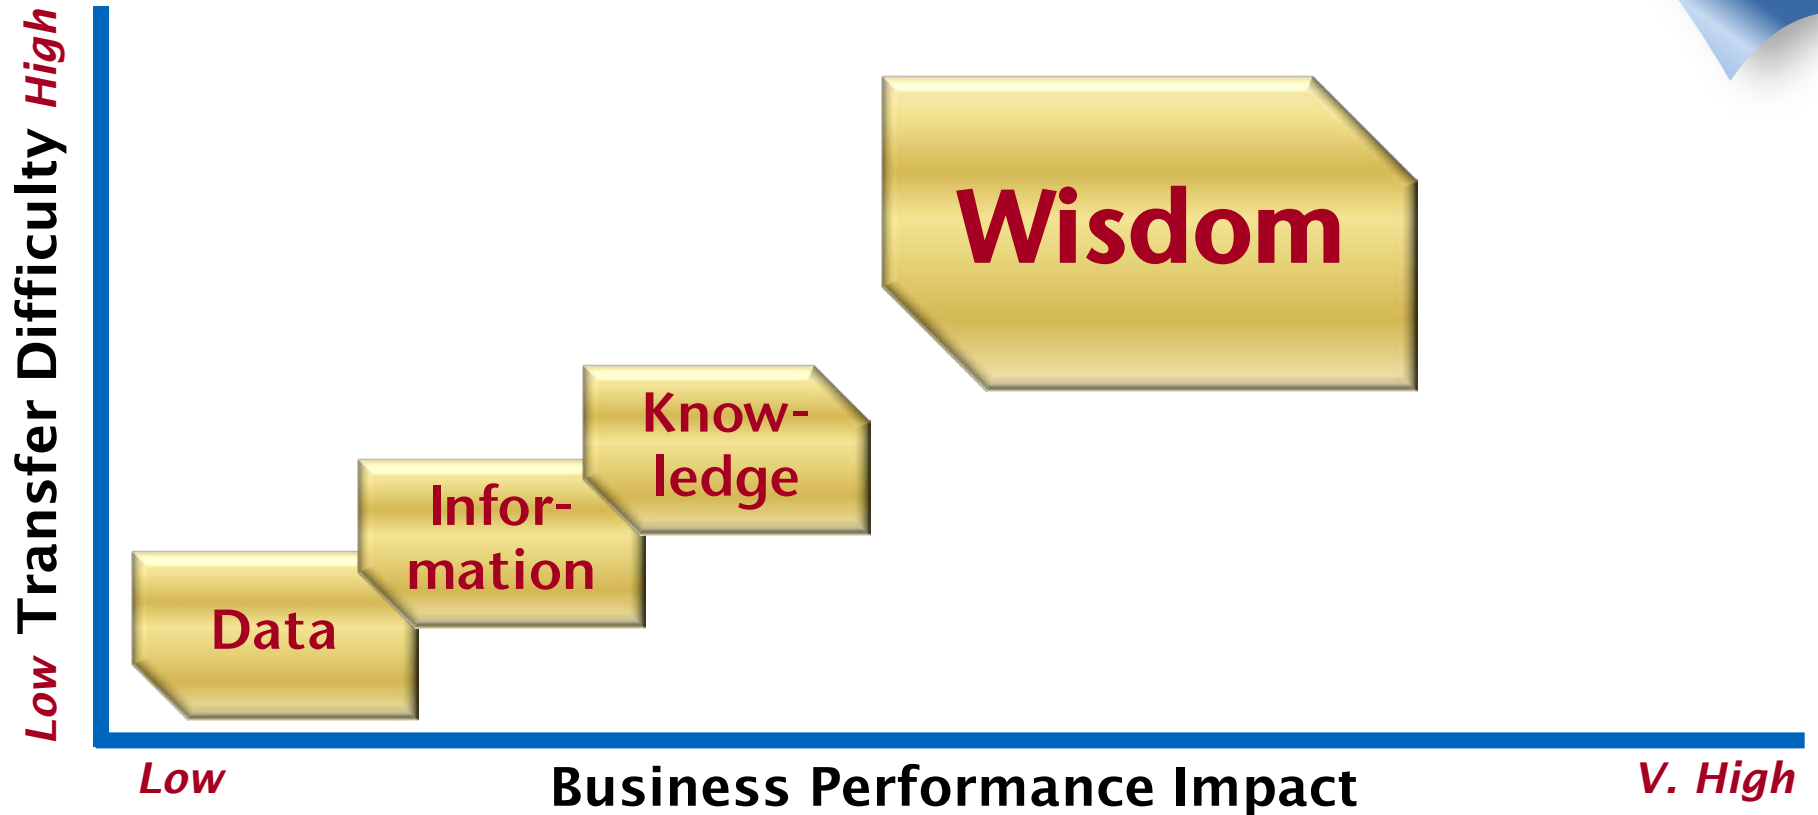 Low Transfer Difficulty High
Wisdom
Know-
ledge
Infor-
mation
Data
Low Business Performance Impact V. High